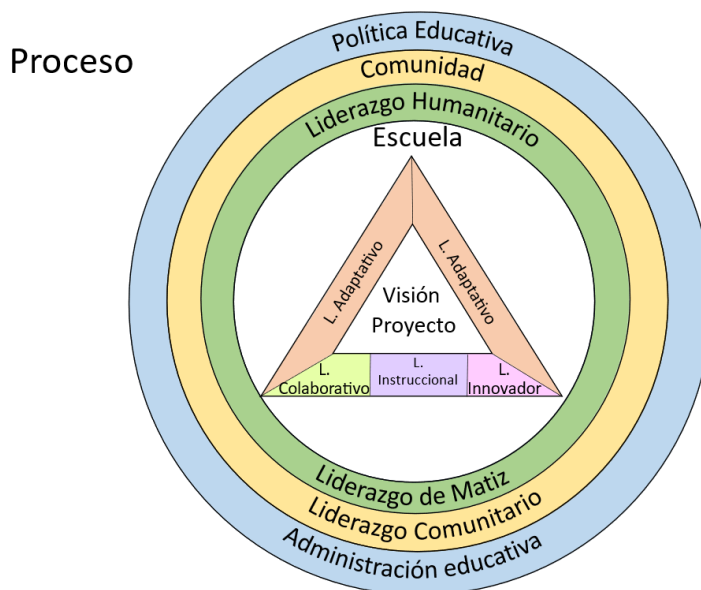 Proceso
Política Educativa
Comunidad
Liderazgo Humanitario
Escuela
L. Adaptativo
L. Adaptativo
Visión
Proyecto
L.
Colaborativo
L.
Instruccional
L.
Innovador
Liderazgo de Matiz
Liderazgo Comunitario
Administración educativa